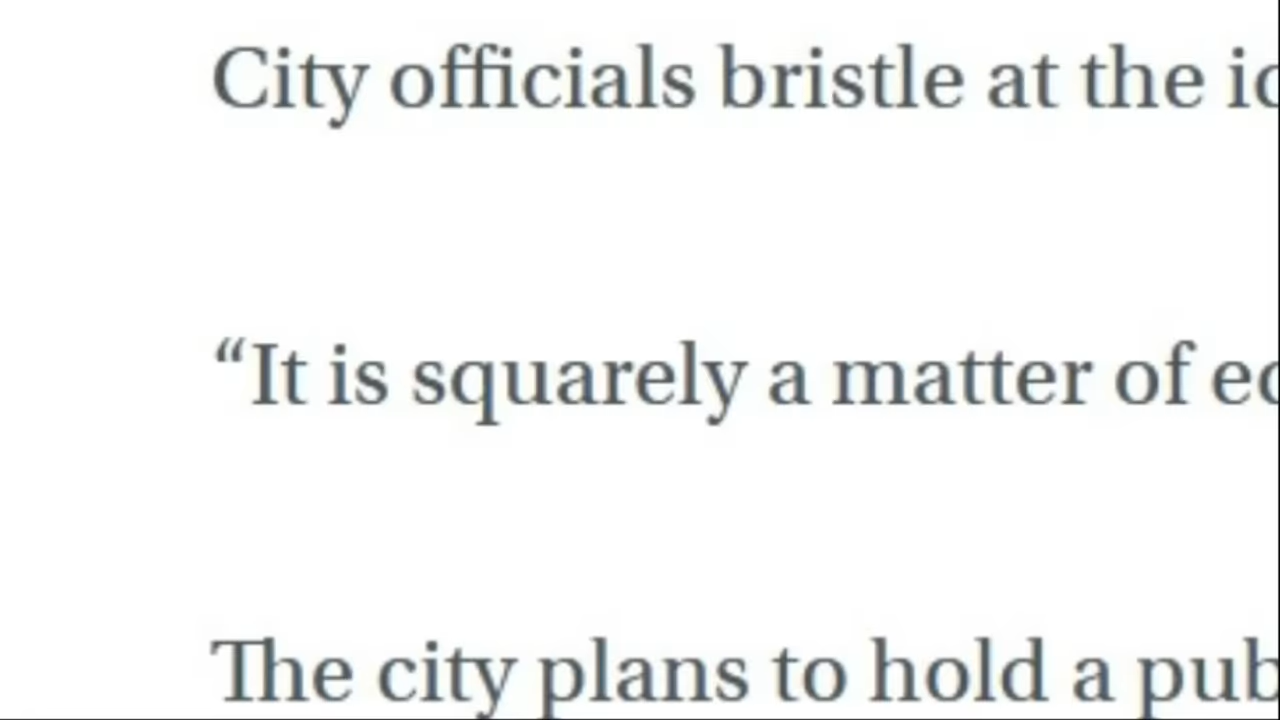 City officials bristle at the
“It is squarely a matter of
The city plans to hold a